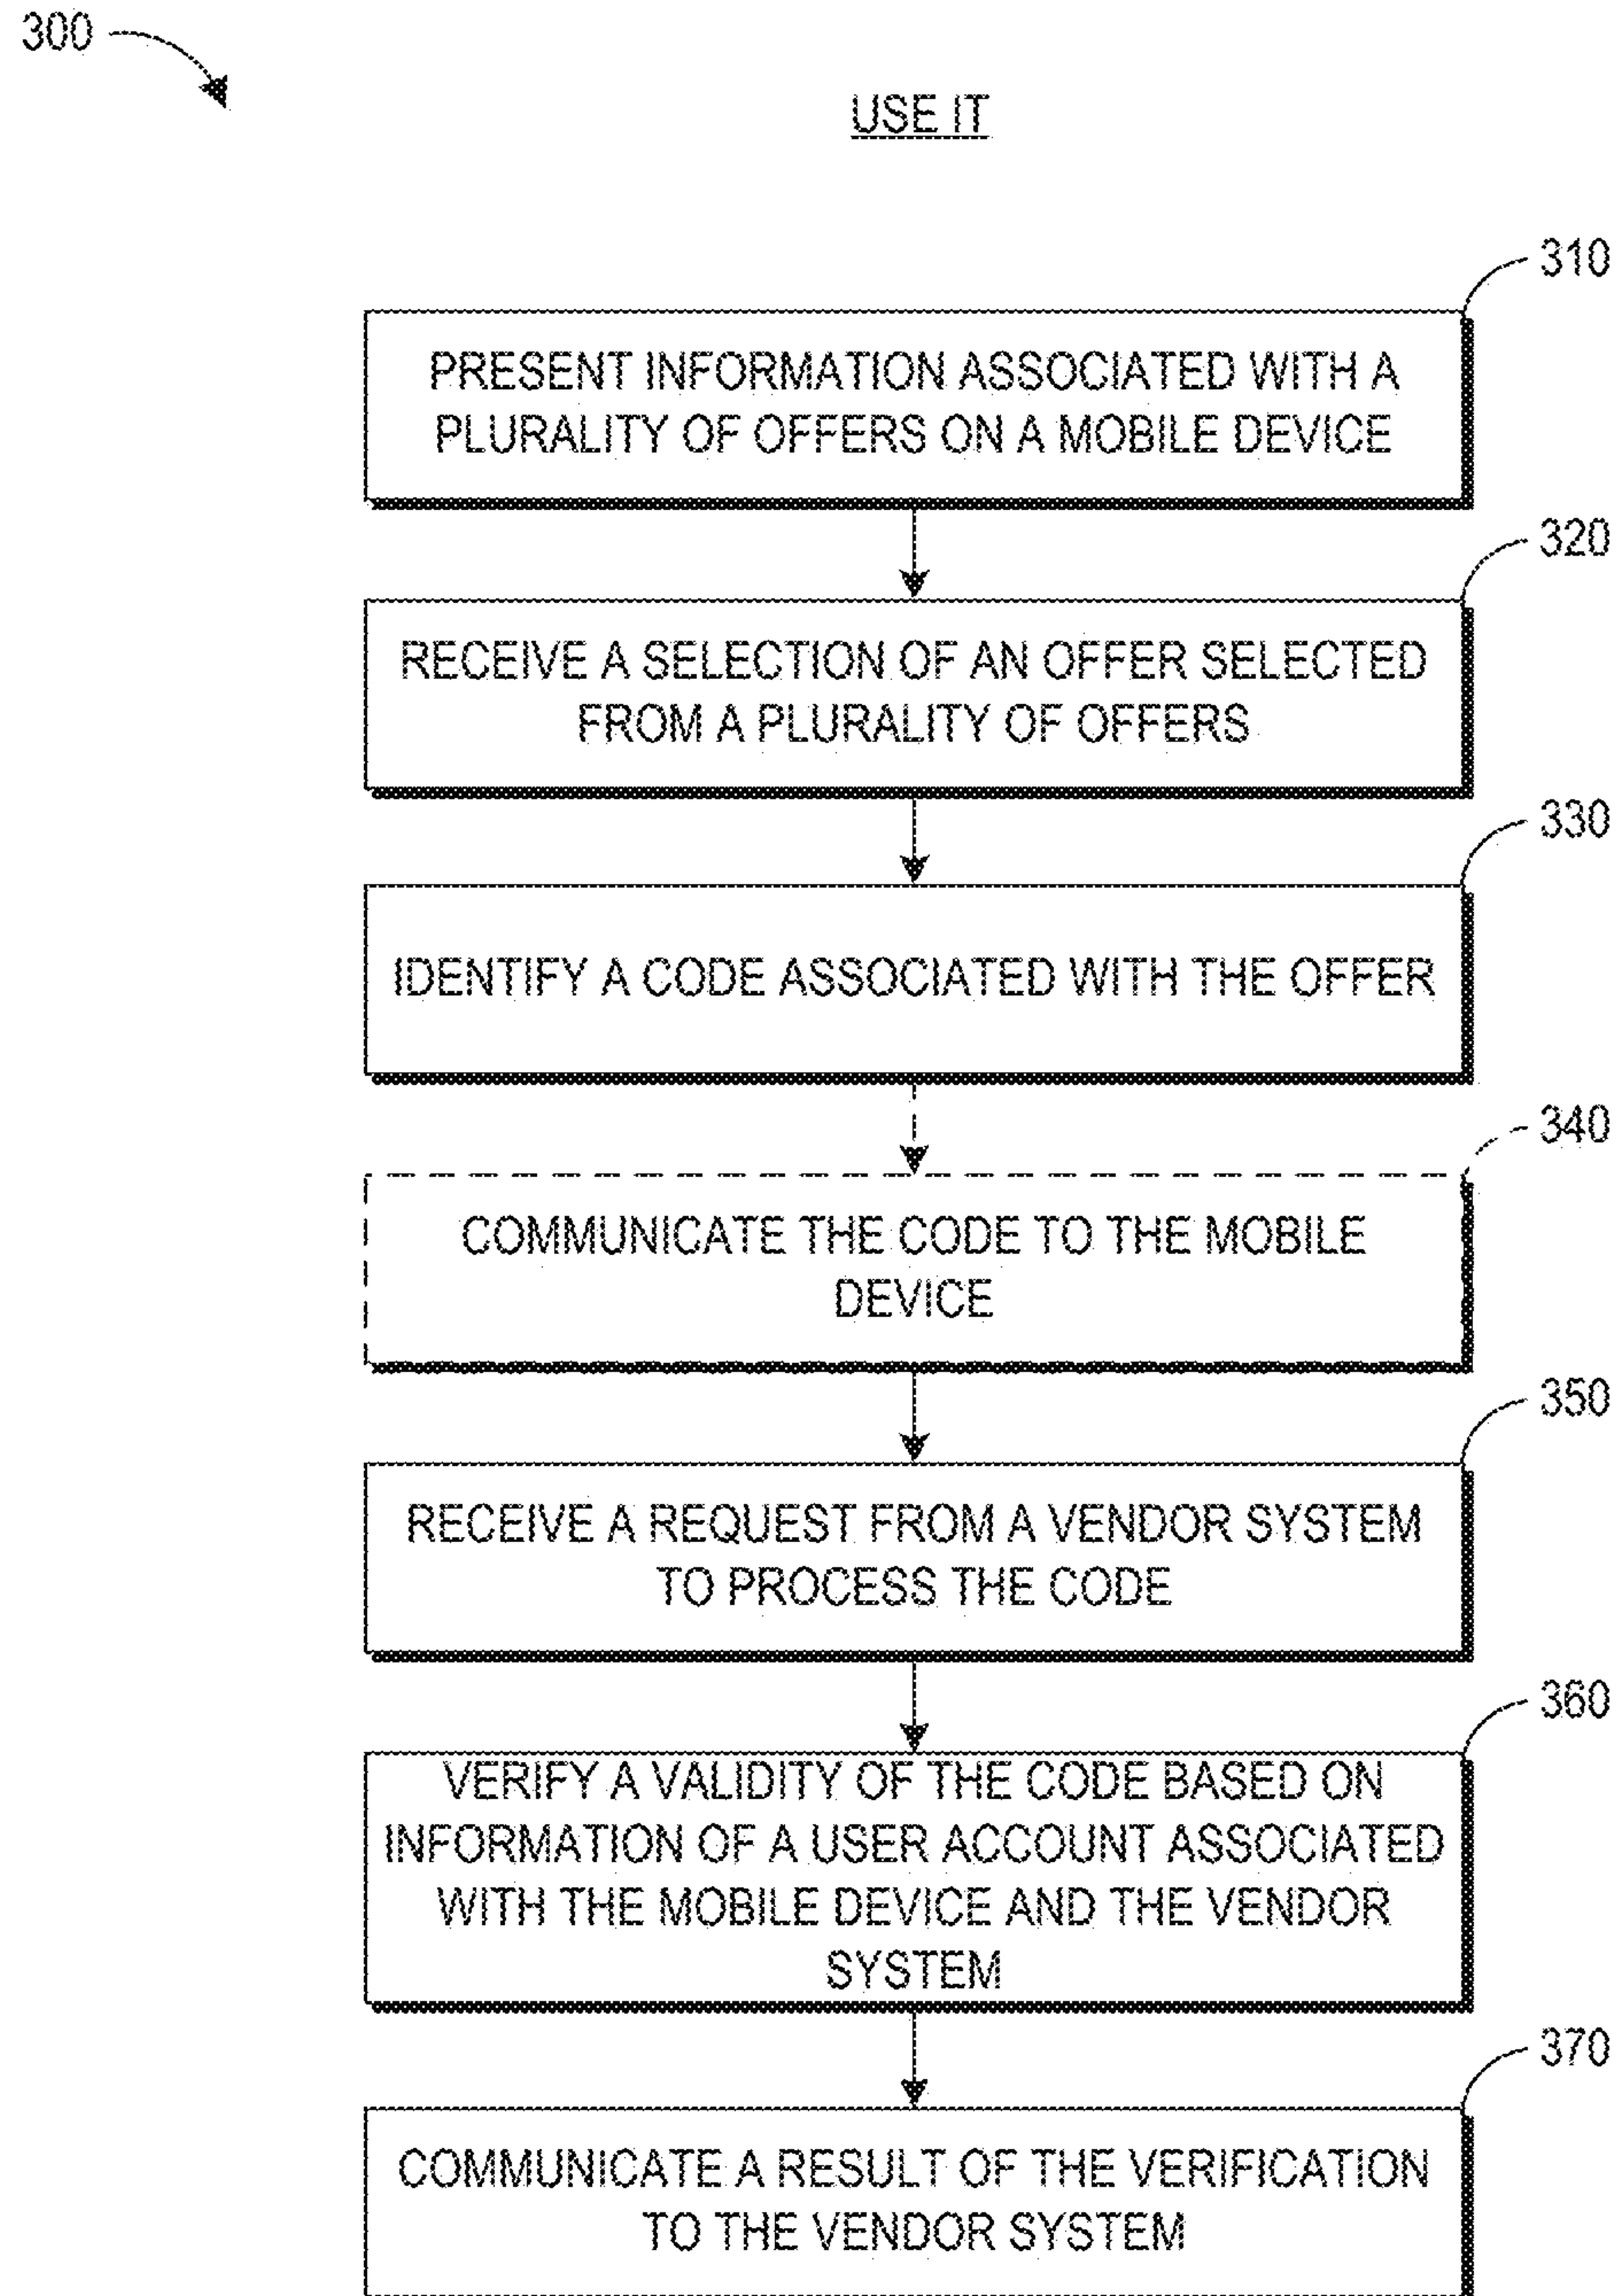 300
USE IT
310
PRESENT INFORMATION ASSOCIATED WITH A
PLURALITY OF OFFERS ON A MOBILE DEVICE
320
RECEIVE A SELECTION OF AN OFFER SELECTED
FROM A PLURALITY OF OFFERS
330
IDENTIFY A CODE ASSOCIATED WITH THE OFFER
340
COMMUNICATE THE CODE TO THE MOBILE
DEVICE
350
RECEIVE A REQUEST FROM A VENDOR SYSTEM
TO PROCESS THE CODE
360
VERIFY A VALIDITY OF THE CODE BASED ON
INFORMATION OF A USER ACCOUNT ASSOCIATED
WITH THE MOBILE DEVICE AND THE VENDOR
SYSTEM
370
COMMUNICATE A RESULT OF THE VERIFICATION
TO THE VENDOR SYSTEM